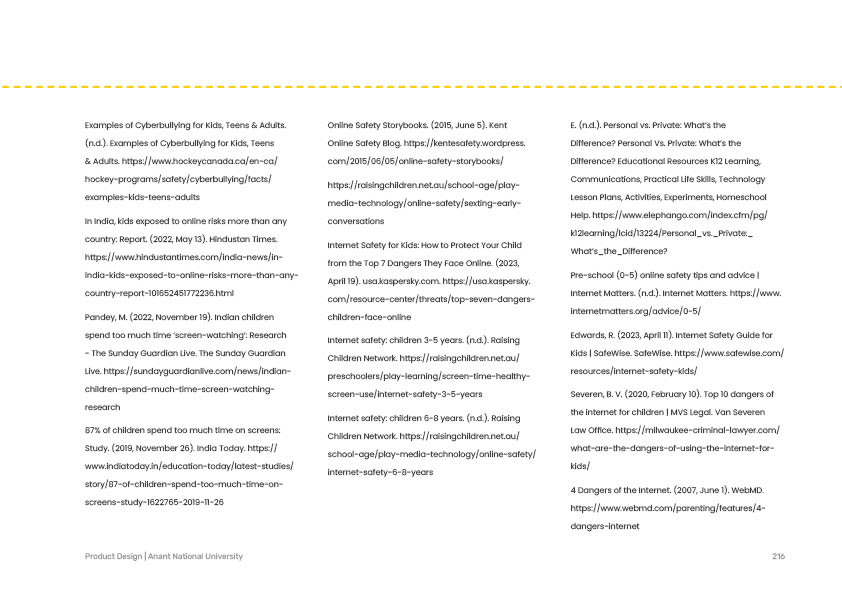 Examples of Cyberbullying for Kids, Teens & Adults.
(n.d.). Examples of Cyberbullying for Kids, Teens
& Adults. https://www.hockeycanada.ca/en-ca/
hockey-programs/safety/cyberbullying/facts/
examples-kids-teens-adults
In India, kids exposed to online risks more than any
country: Report. (2022, May 13). Hindustan Times.
https://www.hindustantimes.com/india-news/in-
india-kids-exposed-to-online-risks-more-than-any-
country-report-101652451772236.html
Pandey, M. (2022, November 19). Indian children
spend too much time ‘screen-watching’: Research
- The Sunday Guardian Live. The Sunday Guardian
Live. https://sundayguardianlive.com/news/indian-
children-spend-much-time-screen-watching-
research
87% of children spend too much time on screens:
Study. (2019, November 26). India Today. https://
www.indiatoday.in/education-today/latest-studies/
story/87-of-children-spend-too-much-time-on-
screens-study-1622765-2019-11-26
Online Safety Storybooks. (2015, June 5). Kent
Online Safety Blog. https://kentesafety.wordpress.
com/2015/06/05/online-safety-storybooks/
https://raisingchildren.net.au/school-age/play-
media-technology/online-safety/sexting-early-
conversations
Internet Safety for Kids: How to Protect Your Child
from the Top 7 Dangers They Face Online. (2023,
April 19). usa.kaspersky.com. https://usa.kaspersky.
com/resource-center/threats/top-seven-dangers-
children-face-online
Internet safety: children 3-5 years. (n.d.). Raising
Children Network. https://raisingchildren.net.au/
preschoolers/play-learning/screen-time-healthy-
screen-use/internet-safety-3-5-years
Internet safety: children 6-8 years. (n.d.). Raising
Children Network. https://raisingchildren.net.au/
school-age/play-media-technology/online-safety/
internet-safety-6-8-years
E. (n.d.). Personal vs. Private: What’s the
Difference? Personal Vs. Private: What’s the
Difference? Educational Resources K12 Learning,
Communications, Practical Life Skills, Technology
Lesson Plans, Activities, Experiments, Homeschool
Help. https://www.elephango.com/index.cfm/pg/
k12learning/lcid/13224/Personal_vs._Private:_
What’s_the_Difference?
Pre-school (0-5) online safety tips and advice |
Internet Matters. (n.d.). Internet Matters. https://www.
internetmatters.org/advice/0-5/
Edwards, R. (2023, April 11). Internet Safety Guide for
Kids | SafeWise. SafeWise. https://www.safewise.com/
resources/internet-safety-kids/
Severen, B. V. (2020, February 10). Top 10 dangers of
the internet for children | MVS Legal. Van Severen
Law Office. https://milwaukee-criminal-lawyer.com/
what-are-the-dangers-of-using-the-internet-for-
kids/
4 Dangers of the Internet. (2007, June 1). WebMD.
https://www.webmd.com/parenting/features/4-
dangers-internet
Product Design | Anant National University
216